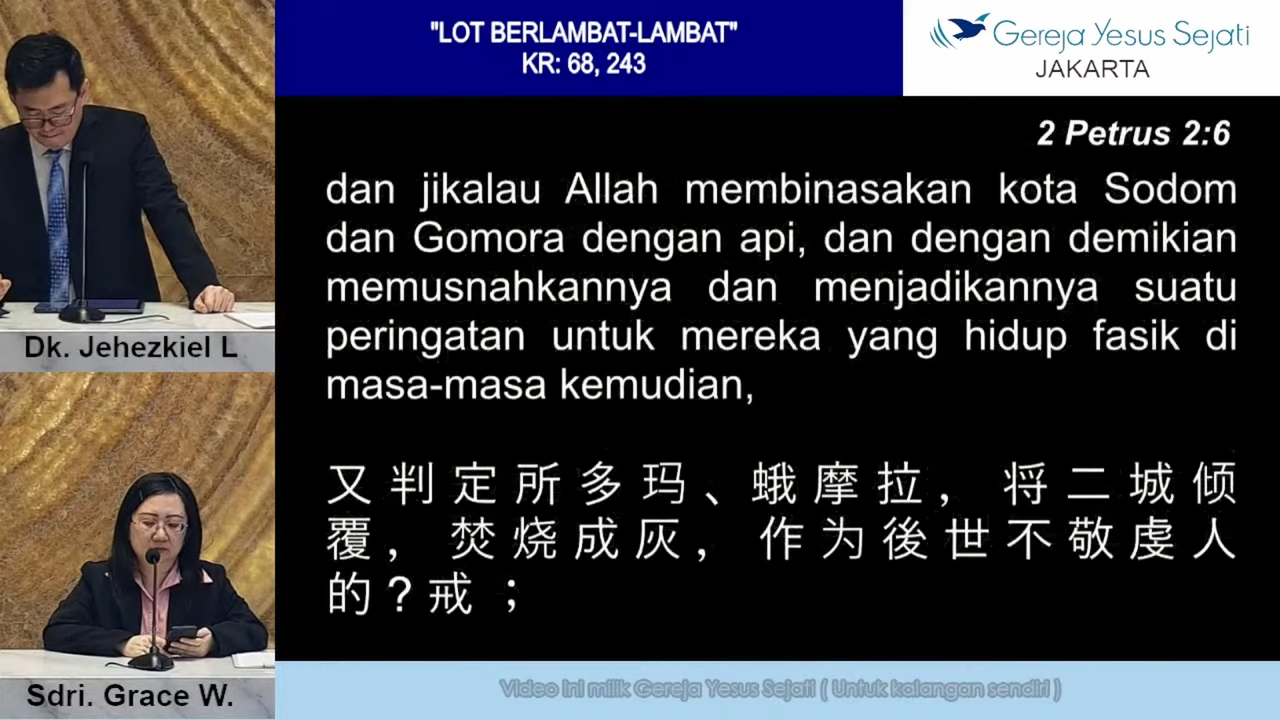 "LOT BERLAMBAT-LAMBAT"
KR: 68, 243
Gereja Yesus Sejati
JAKARTA
2 Petrus 2:6
dan jikalau Allah membinasakan kota Sodom
dan Gomora dengan api, dan dengan demikian
memusnahkannya dan menjadikannya suatu
peringatan untuk mereka yang hidup fasik di
masa-masa kemudian,
又判定所多玛、蛾摩拉，将二城倾
覆，焚烧成灰，作为後世不敬虔人
的?戒；
Dk. Jehezkiel L
Sdri. Grace W.
Video ini milik Gereja Yesus Sejati ( Untuk kalangan sendiri )